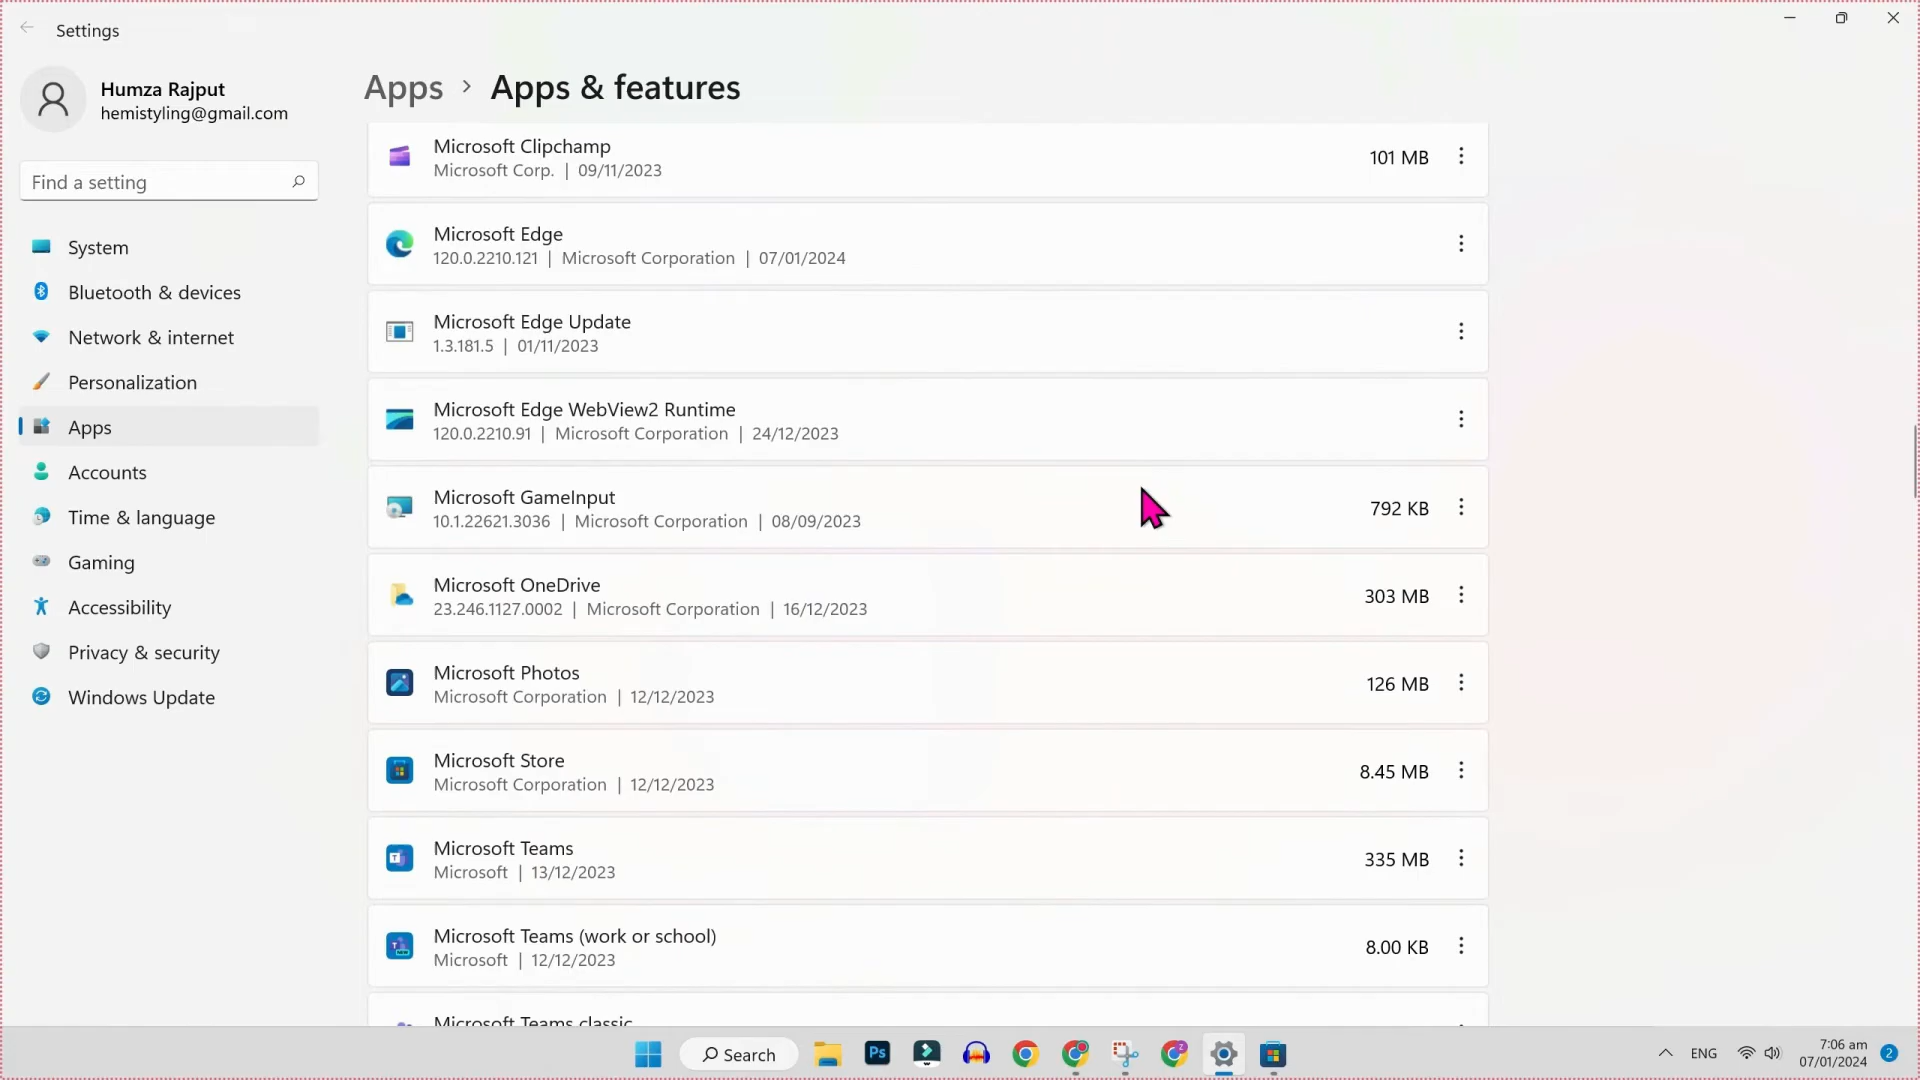 Settings
Humza Rajput
hemistyling@gmail.com
Find a setting
System
Bluetooth & devices
Network & internet
Personalization
Apps
Accounts
Time & language
Gaming
Accessibility
Privacy & security
Windows Update
Apps > Apps & features
Microsoft Clipchamp
Microsoft Corp. | 09/11/2023
101 MB
Microsoft Edge
120.0.2210.121 | Microsoft Corporation | 07/01/2024
Microsoft Edge Update
1.3.181.5 | 01/11/2023
Microsoft Edge WebView2 Runtime
120.0.2210.91 | Microsoft Corporation | 24/12/2023
Microsoft GameInput
10.1.22621.3036 | Microsoft Corporation | 08/09/2023
792 KB
Microsoft OneDrive
23.246.1127.0002 | Microsoft Corporation | 16/12/2023
303 MB
Microsoft Photos
Microsoft Corporation | 12/12/2023
126 MB
Microsoft Store
Microsoft Corporation | 12/12/2023
8.45 MB
Microsoft Teams
Microsoft | 13/12/2023
335 MB
Microsoft Teams (work or school)
Microsoft | 12/12/2023
8.00 KB
Microsoft Teams classic
Search
Ps
ENG
7:06 am
07/01/2024
2